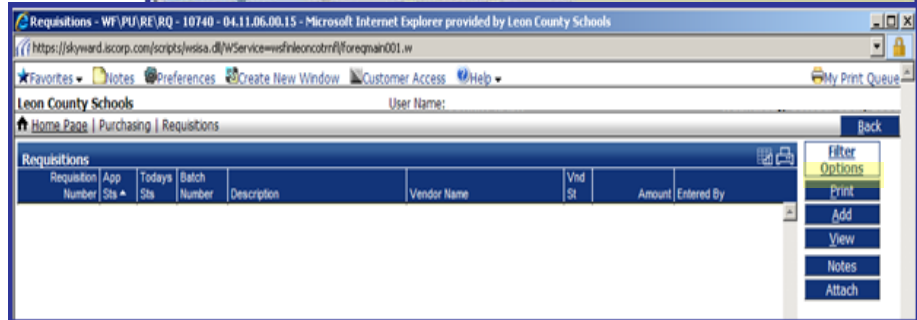 Requisitions - WF\PU\RE\RQ - 10740 - 04.11.06.00.15 - Microsoft Internet Explorer provided by Leon County Schools
https://skyward.iscorp.com/scripts/wsisa.dll/WService=wsfinleoncotrnfl/foreqmain001.w
Favorites Notes Preferences Create New Window Customer Access Help My Print Queue
Leon County Schools User Name:
Home Page | Purchasing | Requisitions Back
Requisitions
Requisition Number App Sts Todays Sts Batch Number Description Vendor Name Vnd St Amount Entered By
Filter
Options
Print
Add
View
Notes
Attach